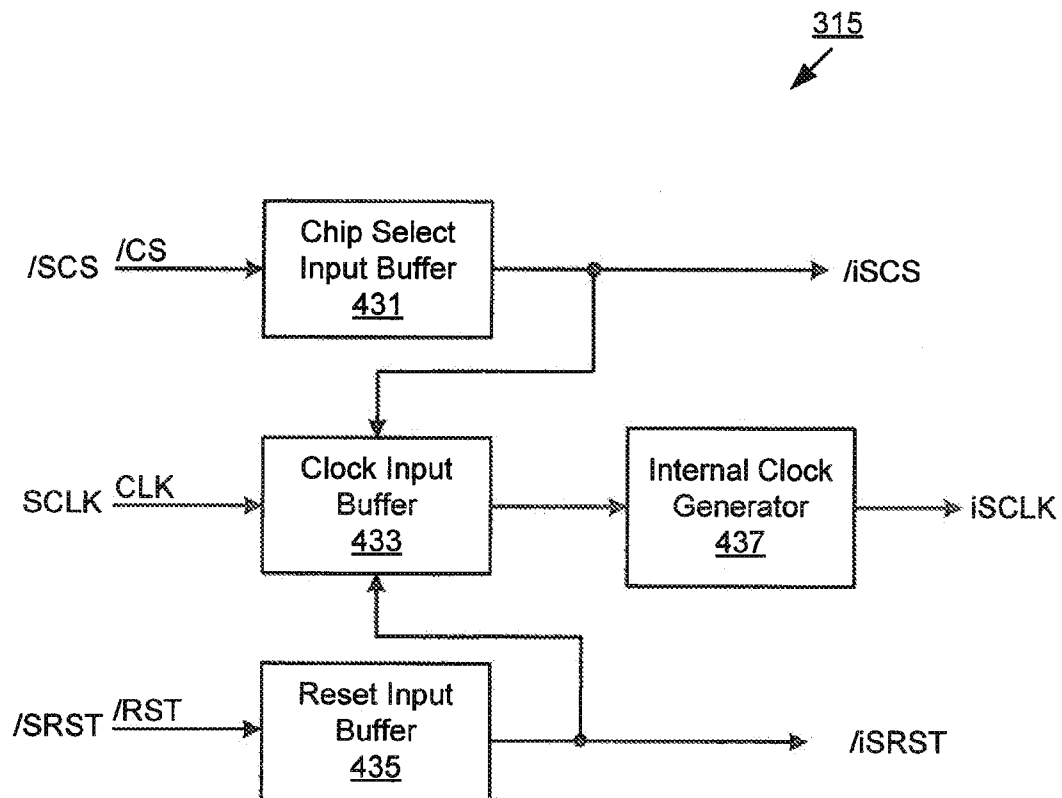 315
Chip Select
Input Buffer
431
/SCS
/CS
/iSCS
Clock Input
Buffer
433
SCLK
CLK
Internal Clock
Generator
437
iSCLK
Reset Input
Buffer
435
/SRST
/RST
/iSRST